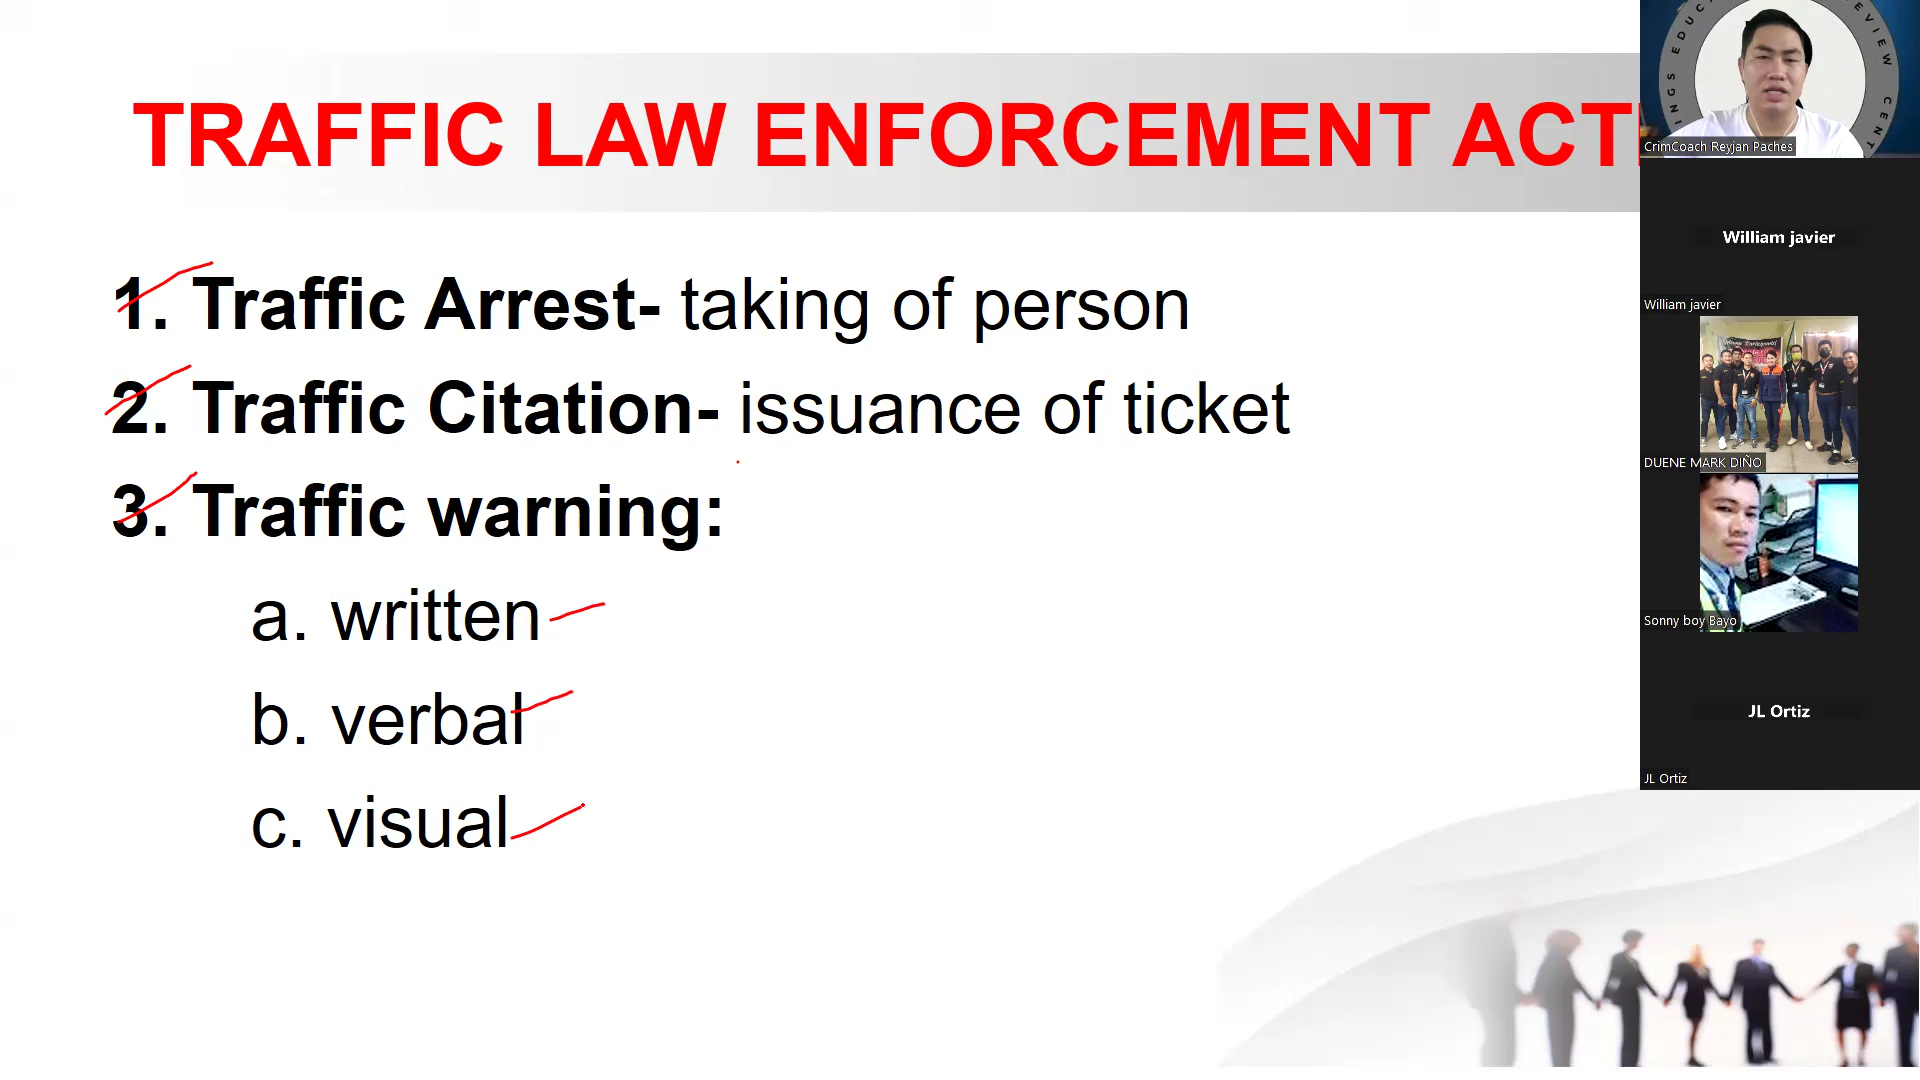 TRAFFIC LAW ENFORCEMENT ACT
1. Traffic Arrest- taking of person
2. Traffic Citation- issuance of ticket
3. Traffic warning:
a. written
b. verbal
c. visual
CrimCoach Reyjan Paches
William javier
William javier
DUENE MARK DIÑO
Sonny boy Bayo
JL Ortiz
JL Ortiz